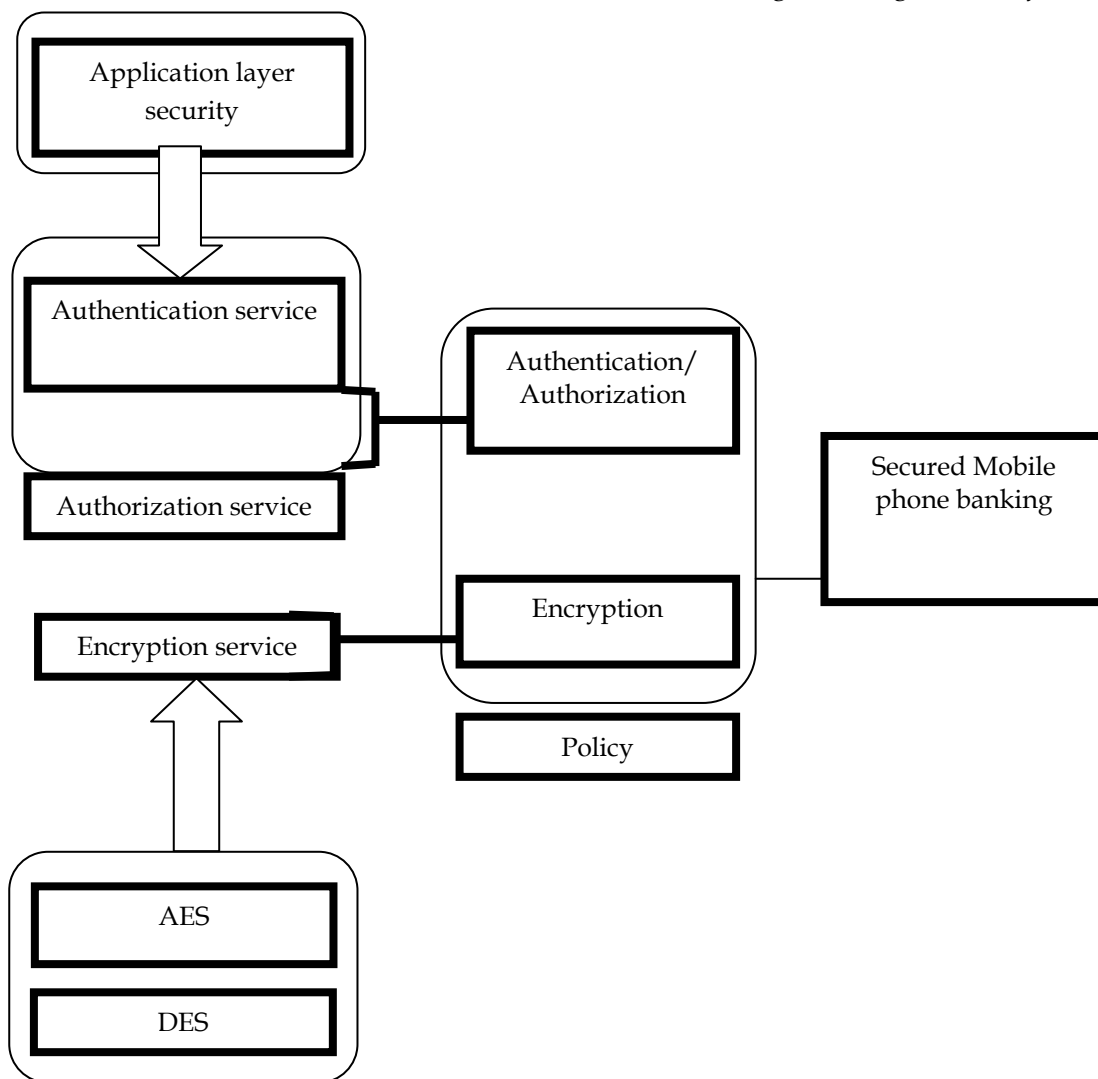 Application layer
security
Authentication service
Authorization service
Encryption service
AES
DES
Authentication/
Authorization
Encryption
Policy
Secured Mobile
phone banking